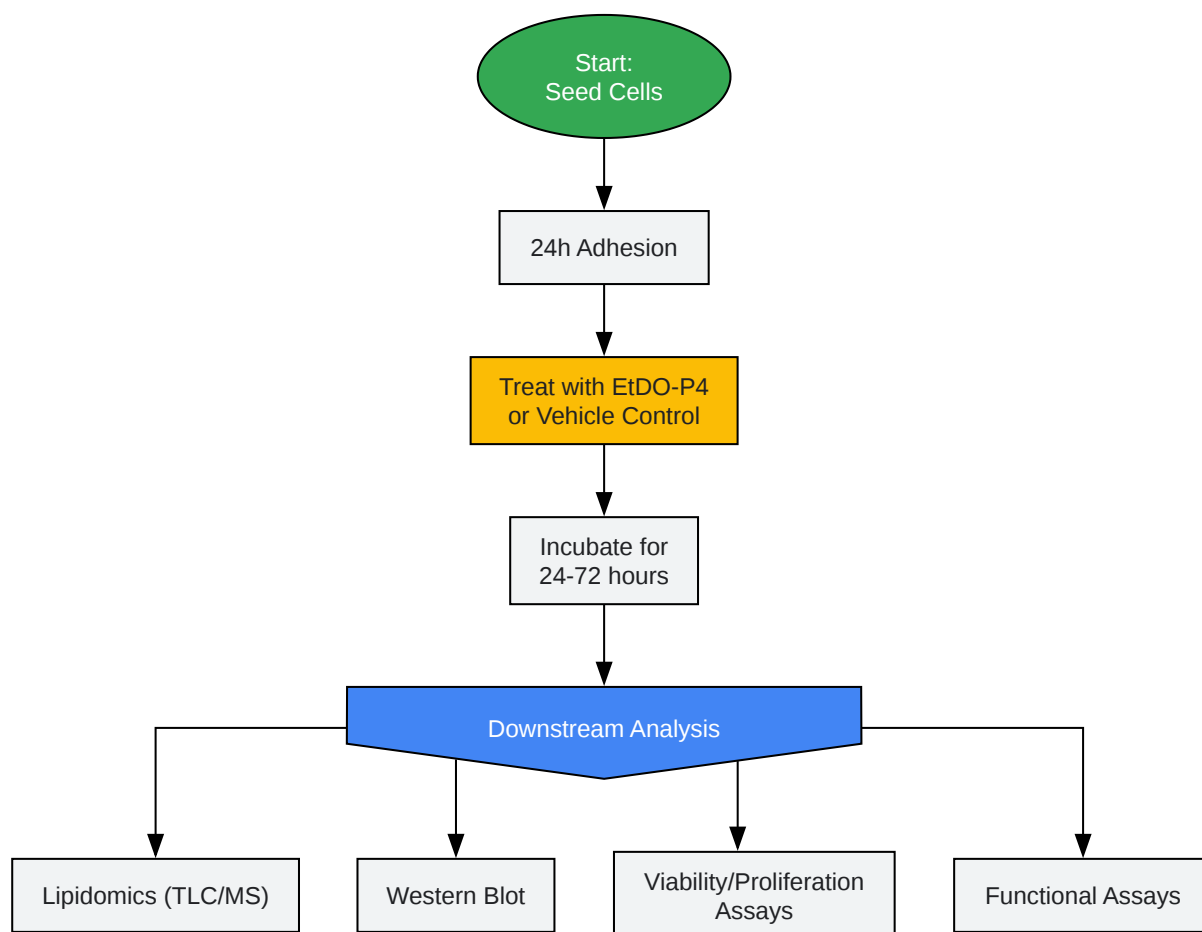 Start:
Seed Cells
24h Adhesion
Treat with EtDO-P4
or Vehicle Control
Incubate for
24-72 hours
Downstream Analysis
Lipidomics (TLC/MS)
Western Blot
Viability/Proliferation
Assays
Functional Assays